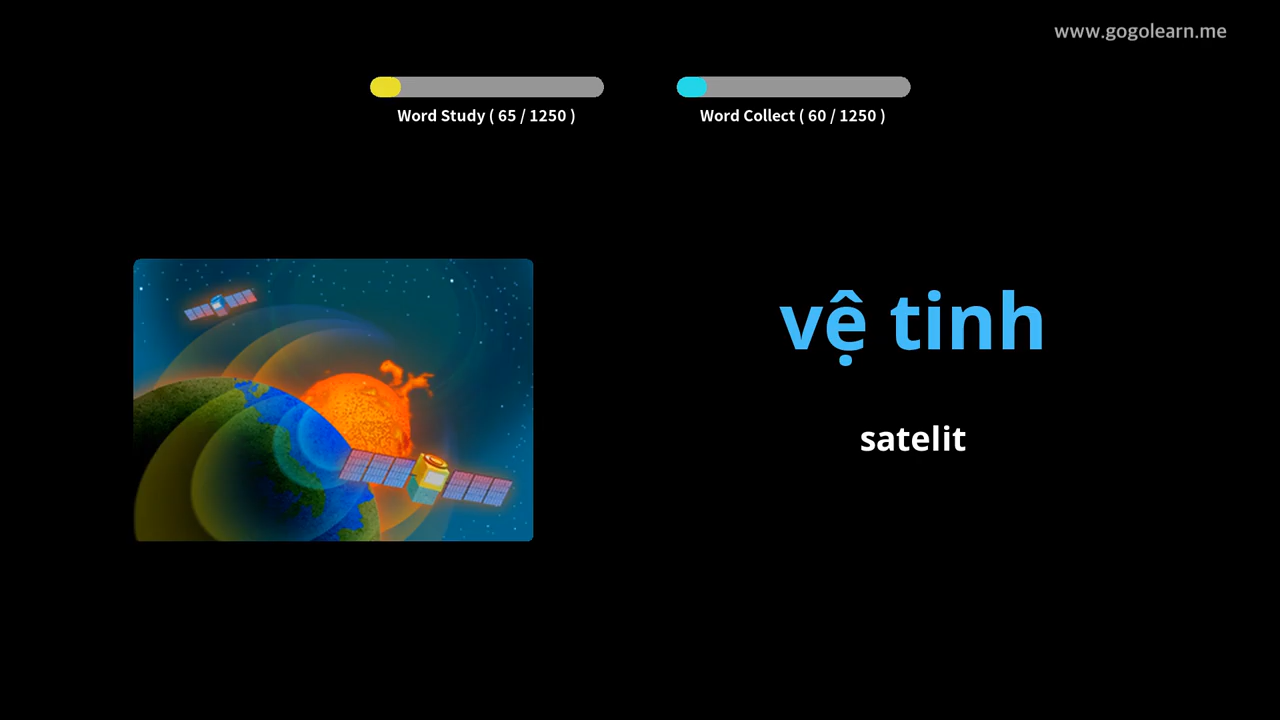 www.gogolearn.me
Word Study ( 65 / 1250 )
Word Collect ( 60 / 1250 )
vệ tinh
satelit